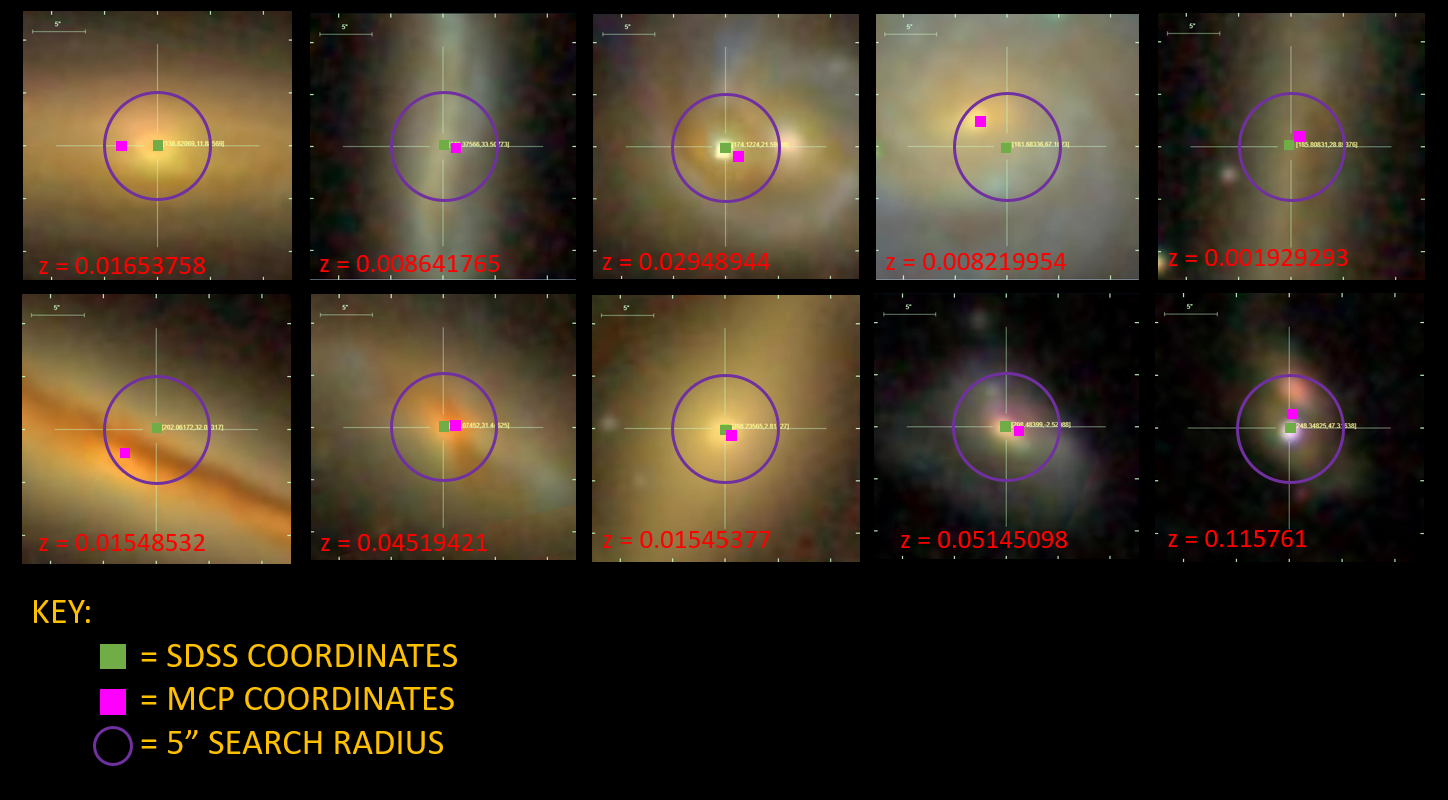 5"
5"
5"
5"
5"
z = 0.01653758
z = 0.008641765
z = 0.02948944
z = 0.008219954
z = 0.001929293
5"
5"
5"
5"
5"
z = 0.01548532
z = 0.04519421
z = 0.01545377
z = 0.05145098
z = 0.115761
KEY:
= SDSS COORDINATES
= MCP COORDINATES
= 5” SEARCH RADIUS